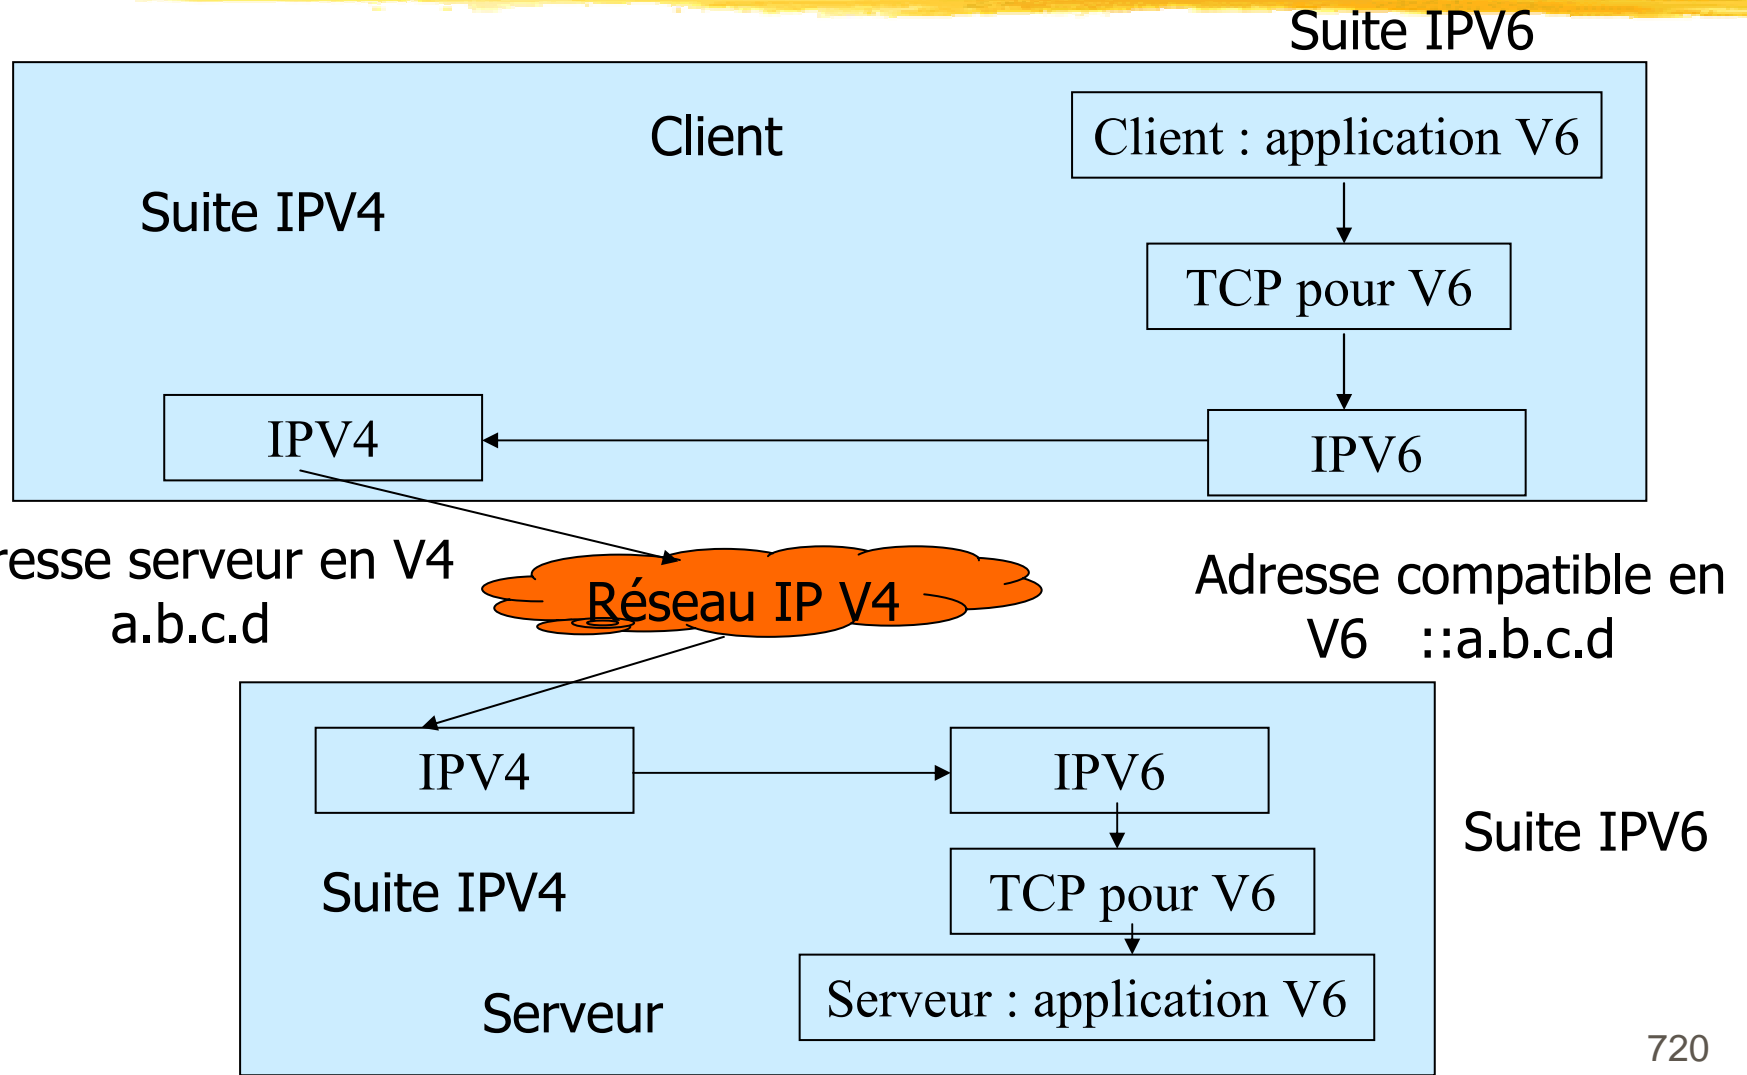 Suite IPV6
Client
Client : application V6
Suite IPV4
TCP pour V6
IPV4
IPV6
resse serveur en V4
a.b.c.d
Réseau IP V4
Adresse compatible en
V6 ::a.b.c.d
IPV4
IPV6
Suite IPV6
Suite IPV4
TCP pour V6
Serveur
Serveur : application V6
720